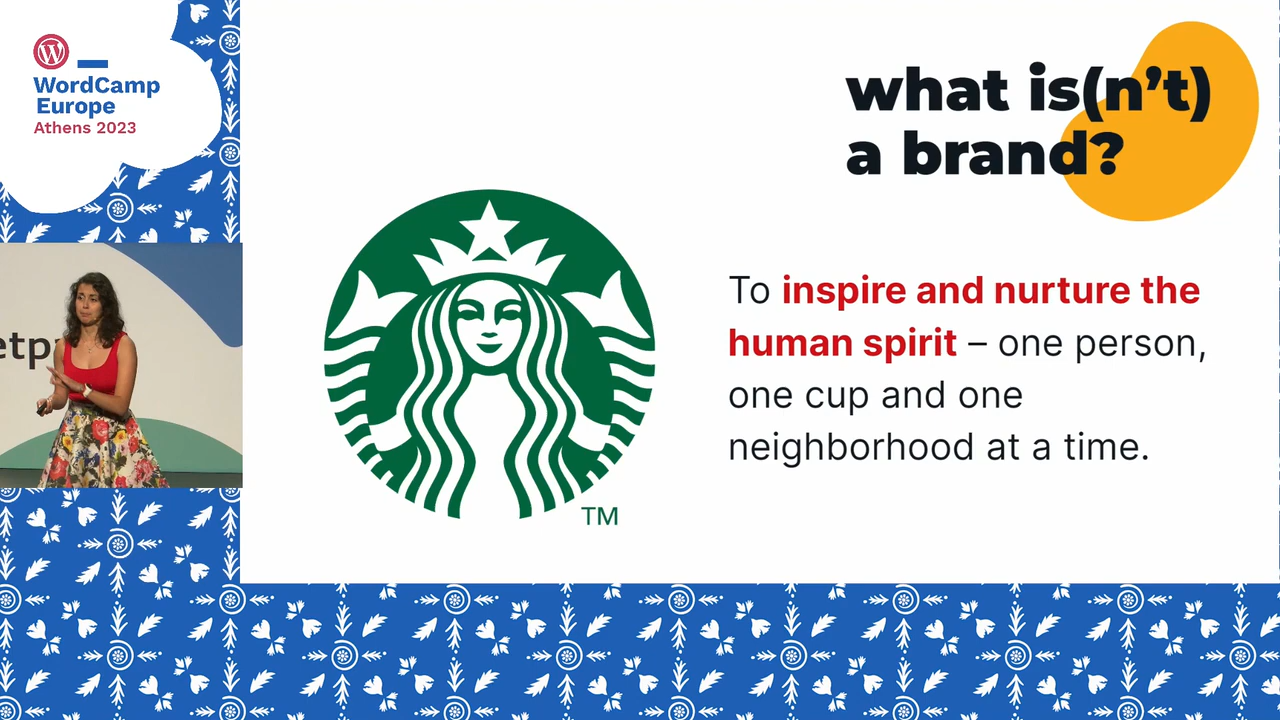 WordCamp
Europe
Athens 2023
what is(n’t)
a brand?
To inspire and nurture the
human spirit – one person,
one cup and one
neighborhood at a time.
TM